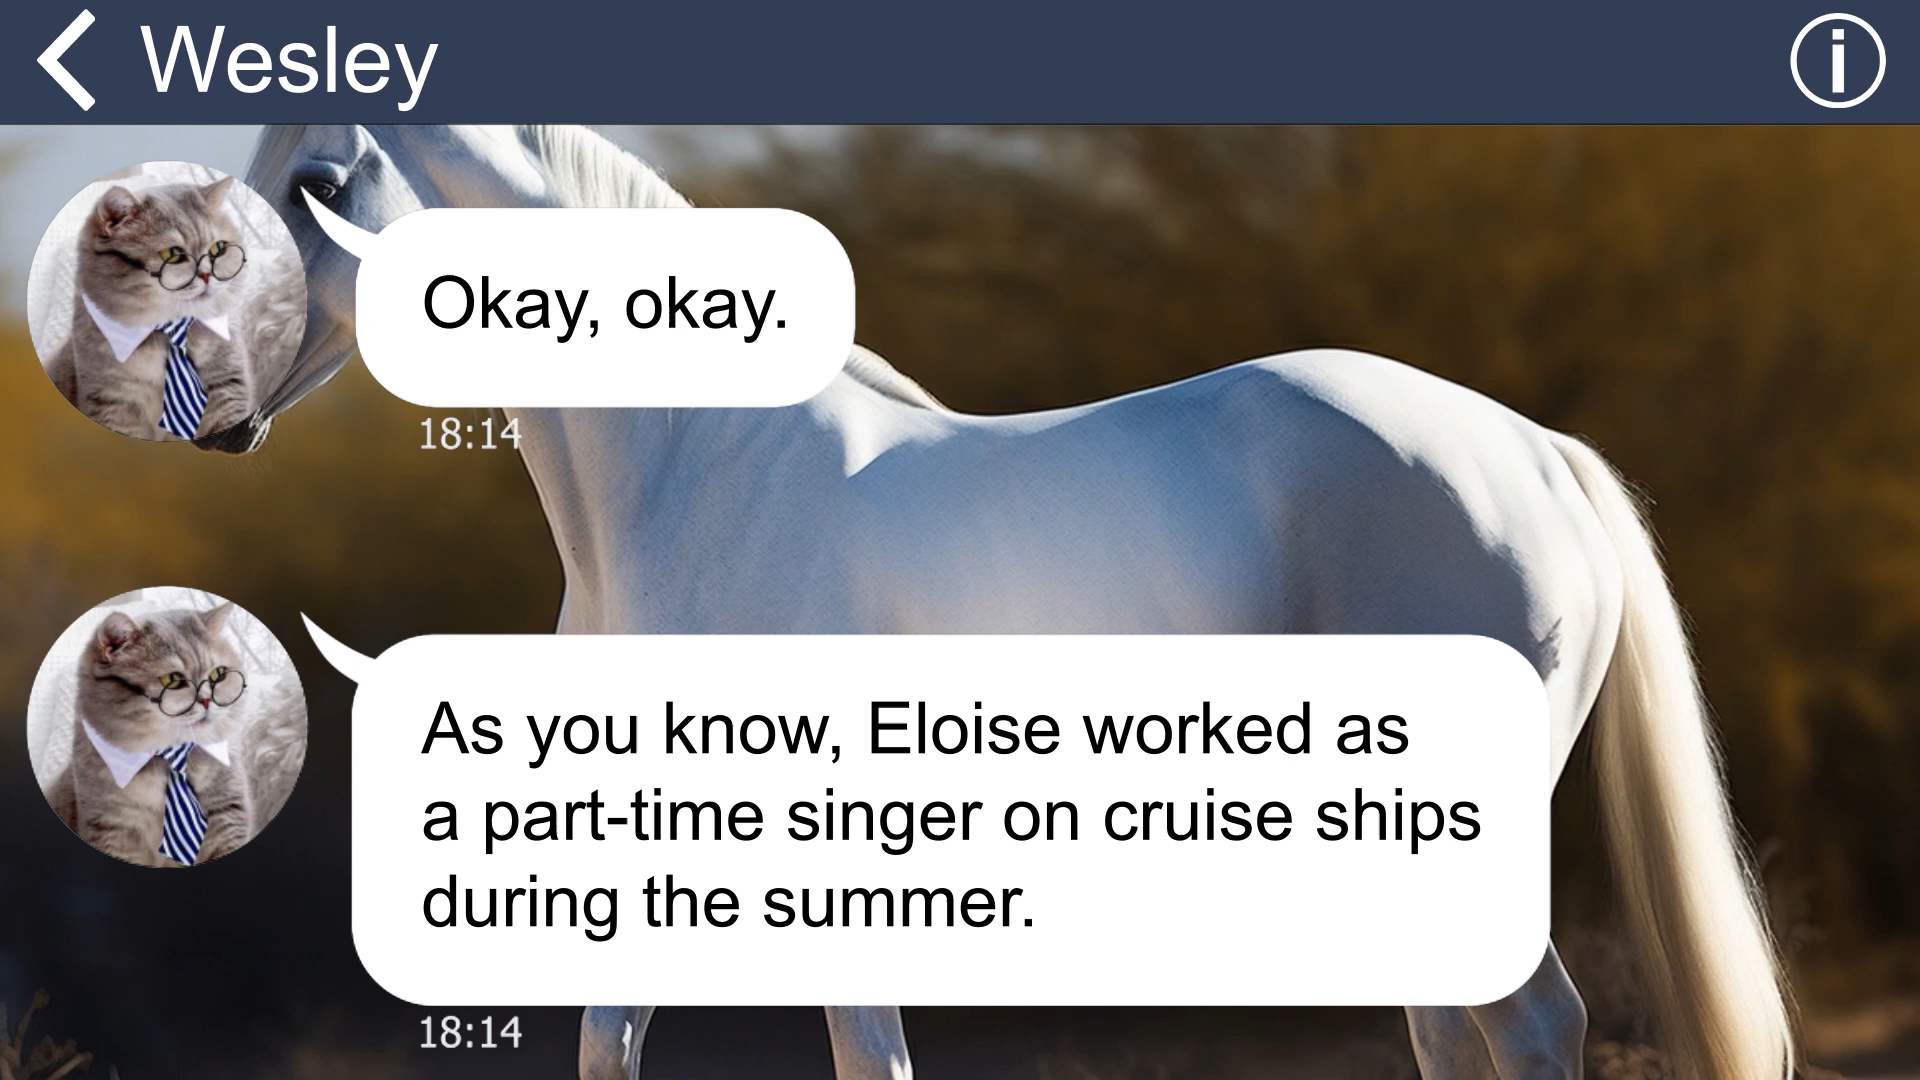 Wesley
Okay, okay.
18:14
As you know, Eloise worked as
a part-time singer on cruise ships
during the summer.
18:14